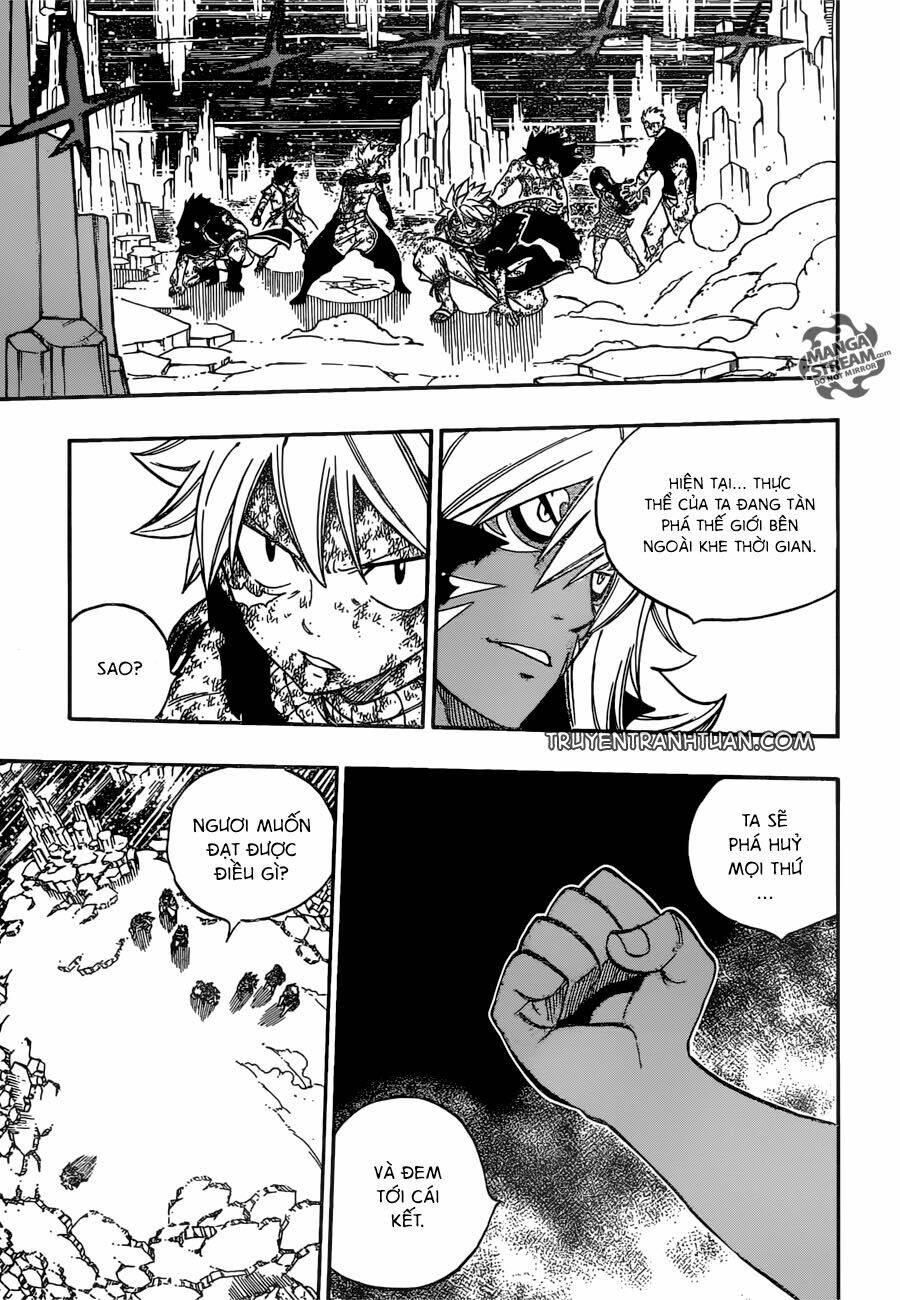 MANGA
STREAM.com
DO NOT MIRROR!
HIỆN TẠI... THỰC
THỂ CỦA TA ĐANG TÀN
PHÁ THẾ GIỚI BÊN
NGOÀI KHE THỜI GIAN.
SAO?
TRUYENTRANHTUAN.COM
TA SẼ
PHÁ HUỶ
MỌI THỨ
...
VÀ ĐEM
TỚI CÁI
KẾT.
NGƯƠI MUỐN
ĐẠT ĐƯỢC
ĐIỀU GÌ?